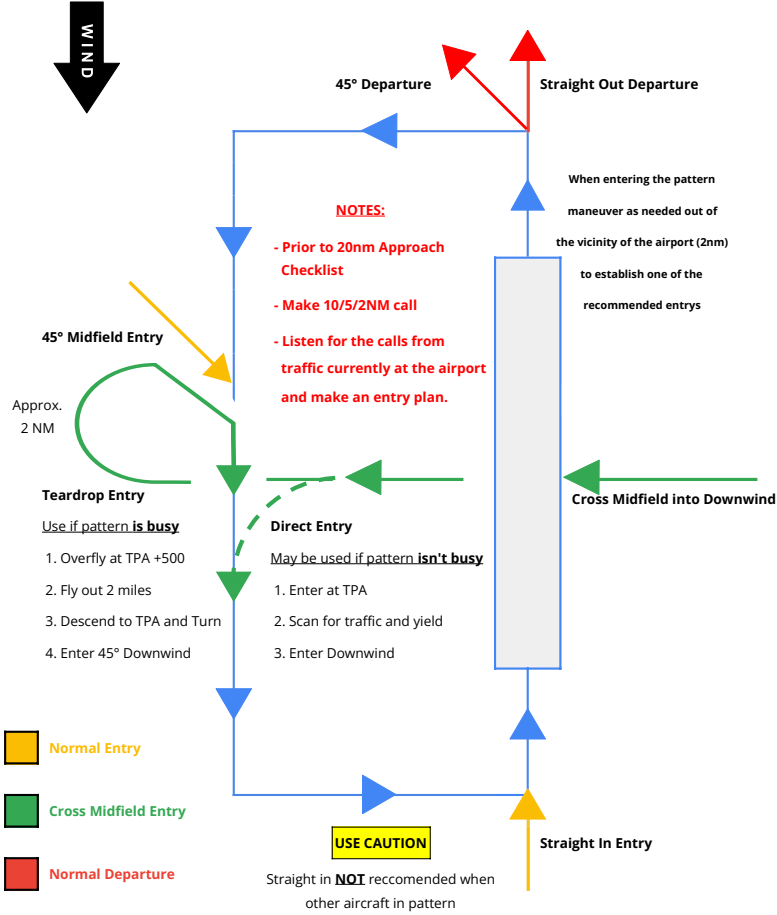 WIND
45° Departure
Straight Out Departure
When entering the pattern
maneuver as needed out of
the vicinity of the airport (2nm)
to establish one of the
recommended entrys
NOTES:
- Prior to 20nm Approach
Checklist
- Make 10/5/2NM call
- Listen for the calls from
traffic currently at the airport
and make an entry plan.
45° Midfield Entry
Approx.
2 NM
Teardrop Entry
Use if pattern is busy
1. Overfly at TPA +500
2. Fly out 2 miles
3. Descend to TPA and Turn
4. Enter 45° Downwind
Direct Entry
May be used if pattern isn't busy
1. Enter at TPA
2. Scan for traffic and yield
3. Enter Downwind
Cross Midfield into Downwind
Normal Entry
Cross Midfield Entry
Normal Departure
USE CAUTION
Straight in NOT reccomended when
other aircraft in pattern
Straight In Entry